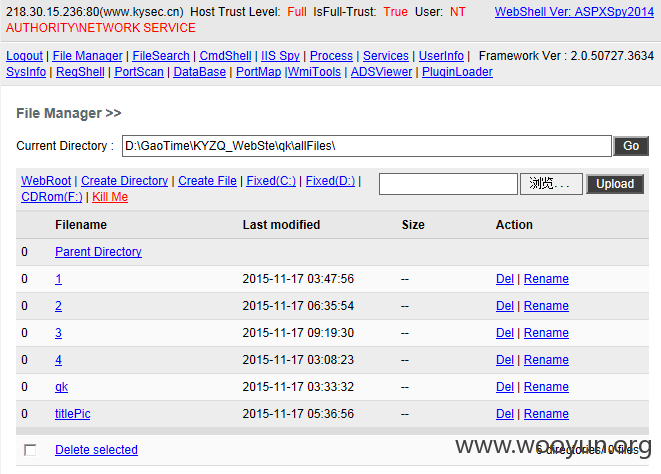 218.30.15.236:80(www.kysec.cn) Host Trust Level: Full IsFull-Trust: True User: NT WebShell Ver: ASPXSpy2014
AUTHORITY\NETWORK SERVICE
Logout | File Manager | FileSearch | CmdShell | IIS Spy | Process | Services | UserInfo | Framework Ver : 2.0.50727.3634
SysInfo | RegShell | PortScan | DataBase | PortMap |WmiTools | ADSViewer | PluginLoader
File Manager >>
Current Directory : D:\GaoTime\KYZQ_WebSte\qk\allFiles\ Go
WebRoot | Create Directory | Create File | Fixed(C:) | Fixed(D:) | 浏览... Upload
CDRom(F:) | Kill Me
Filename Last modified Size Action
0 Parent Directory
0 1 2015-11-17 03:47:56 -- Del | Rename
0 2 2015-11-17 06:35:54 -- Del | Rename
0 3 2015-11-17 09:19:30 -- Del | Rename
0 4 2015-11-17 03:08:23 -- Del | Rename
0 qk 2015-11-17 03:33:32 -- Del | Rename
0 titlePic 2015-11-17 05:36:56 -- Del | Rename
Delete selected 6 directories/ 0 files
www.wooyun.org